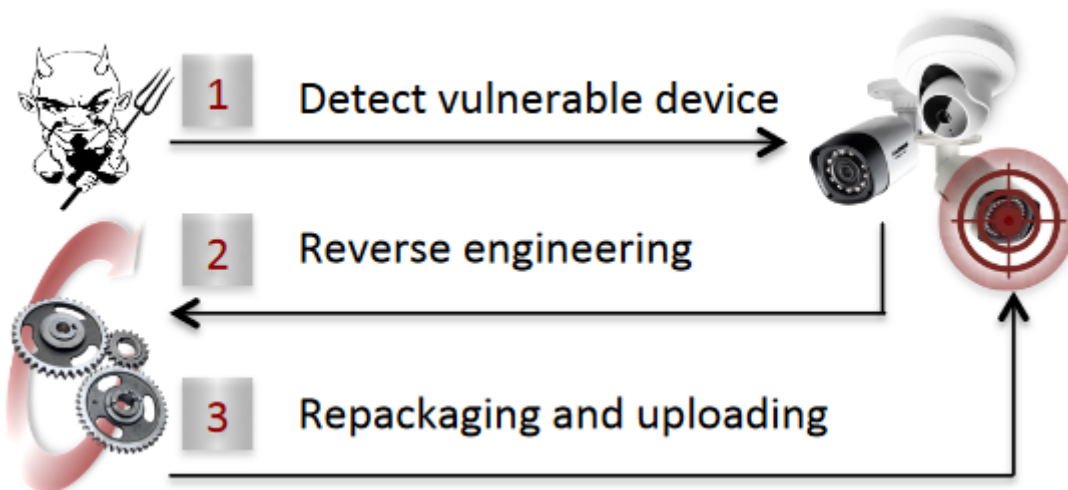 1 Detect vulnerable device
2 Reverse engineering
3 Repackaging and uploading